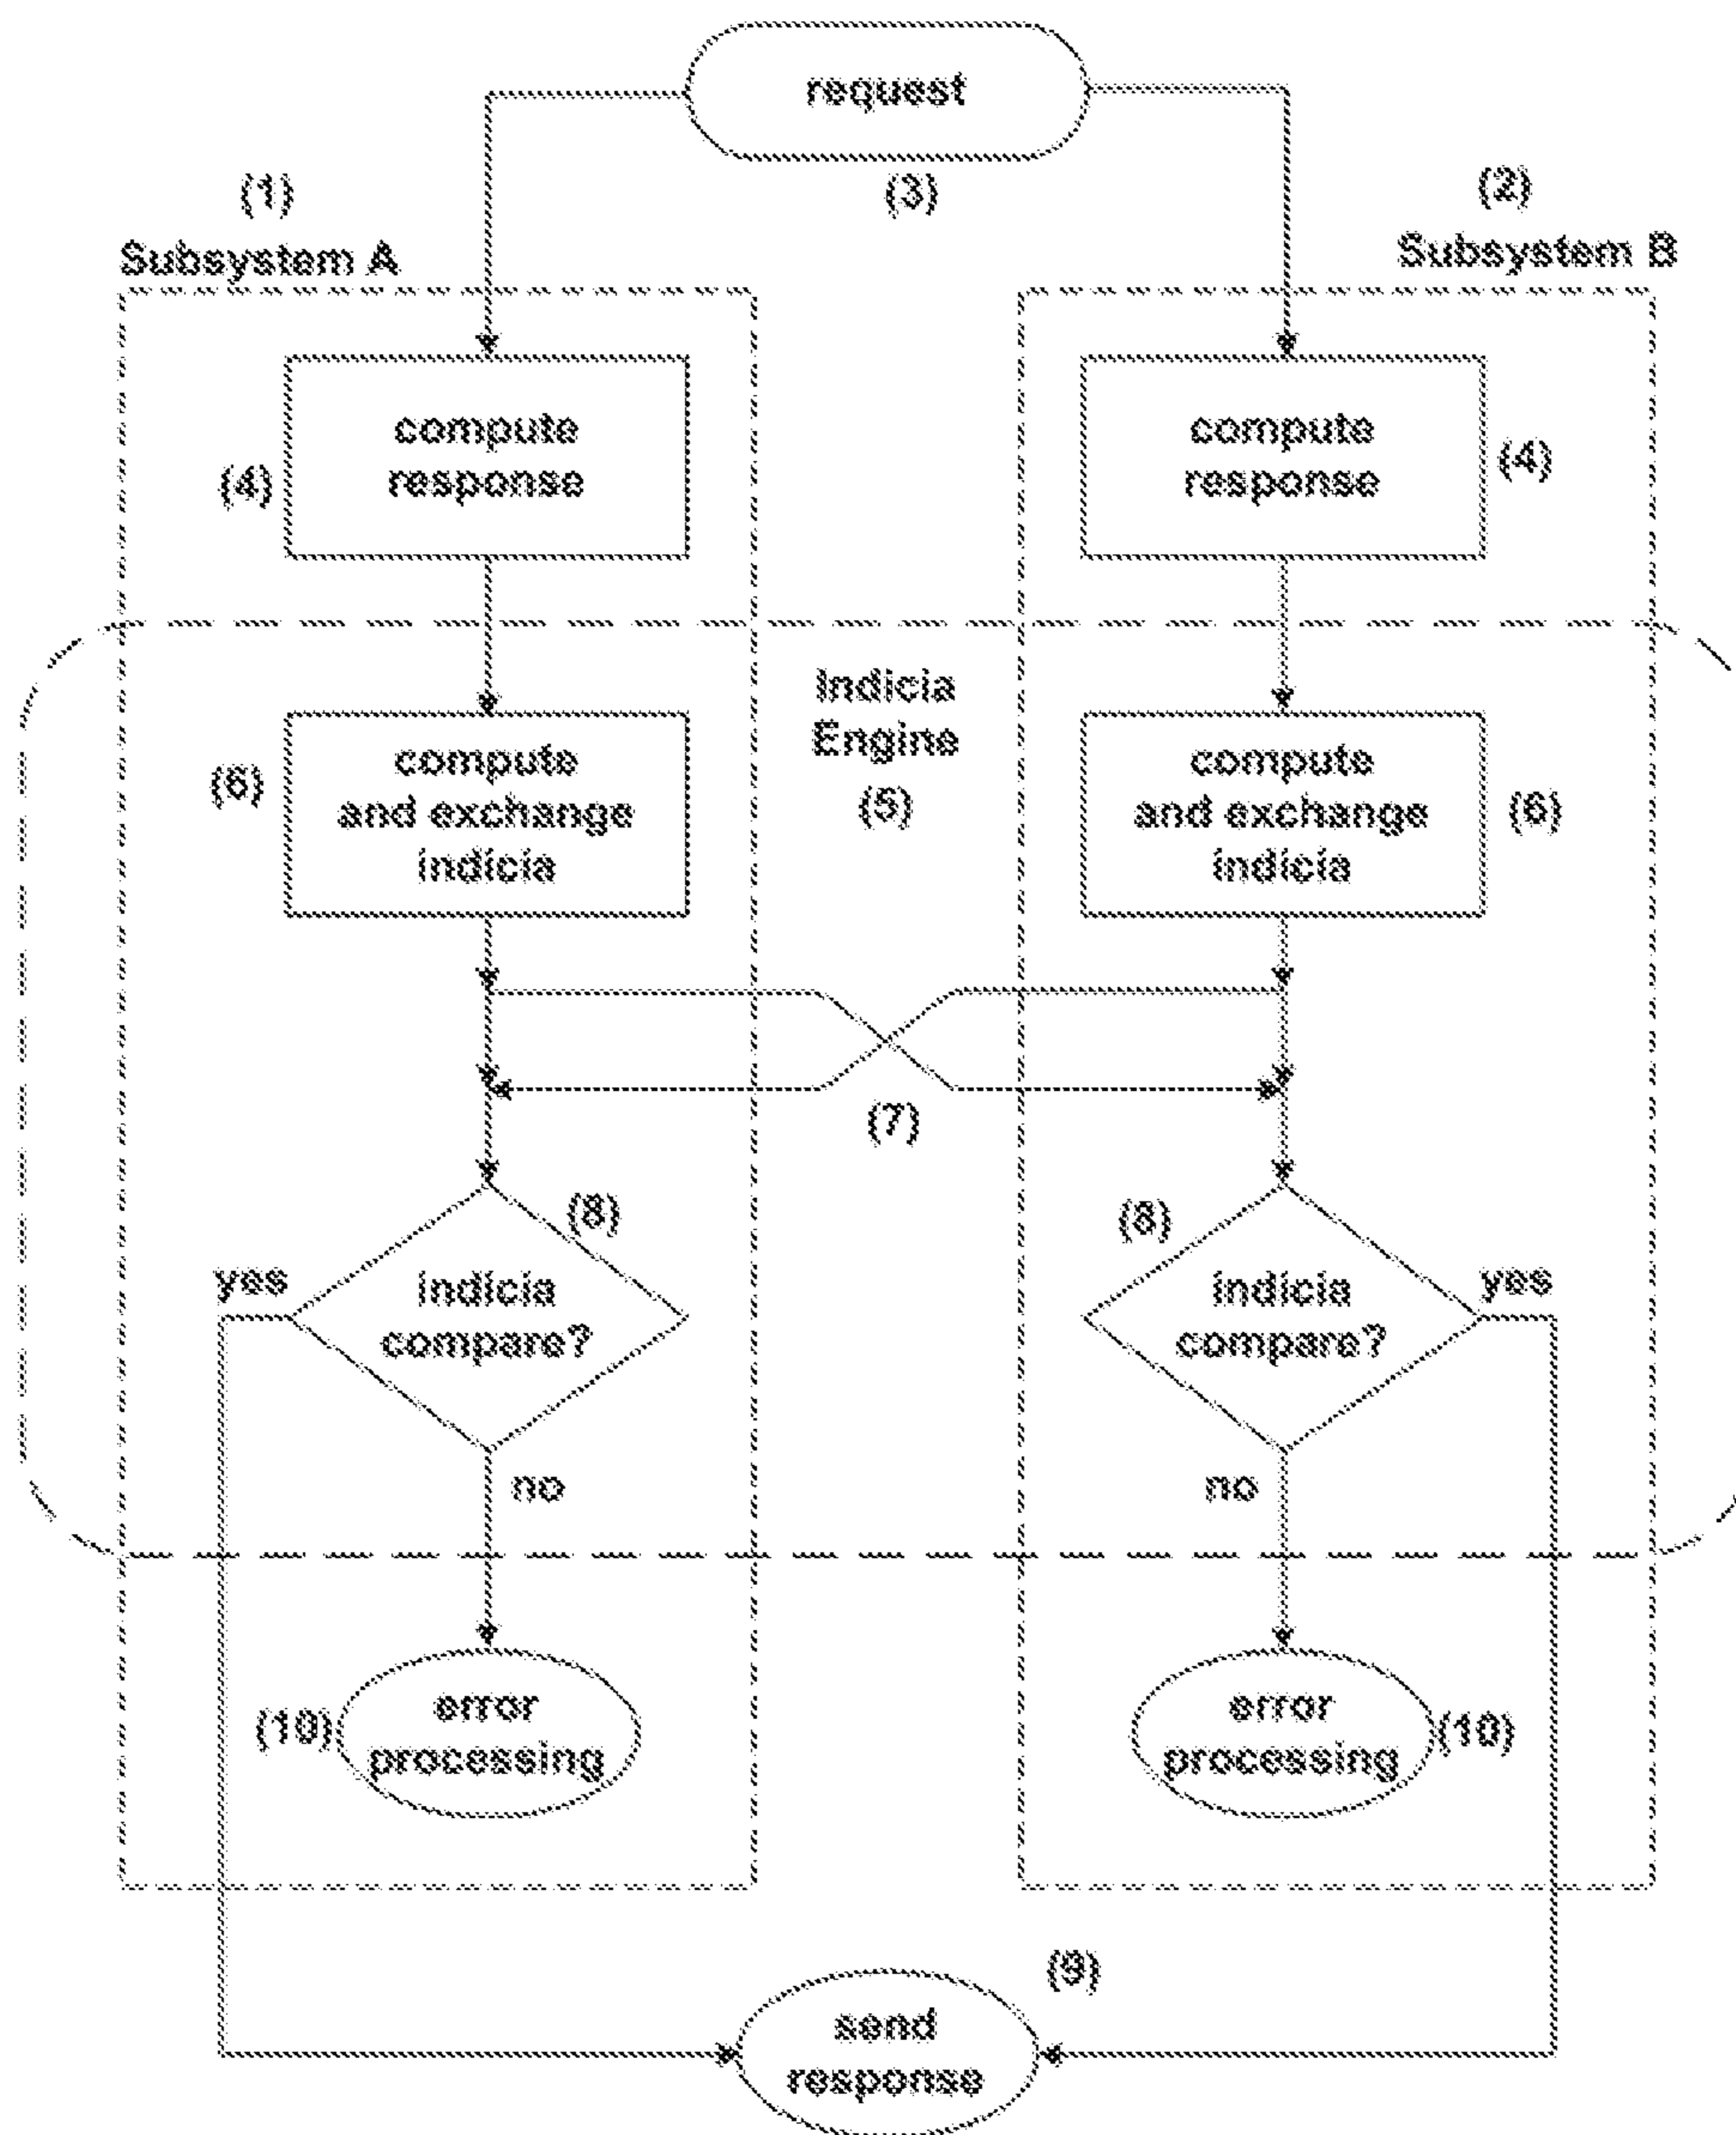 request
(3)
(1)
Subsystem A
(2)
Subsystem B
compute
response
(4)
compute
response
(4)
Indicia
Engine
(5)
compute
and exchange
indicia
(6)
compute
and exchange
indicia
(6)
(7)
(8)
indicia
compare?
yes
no
(8)
indicia
compare?
yes
no
(10)
error
processing
error
processing
(10)
(9)
send
response